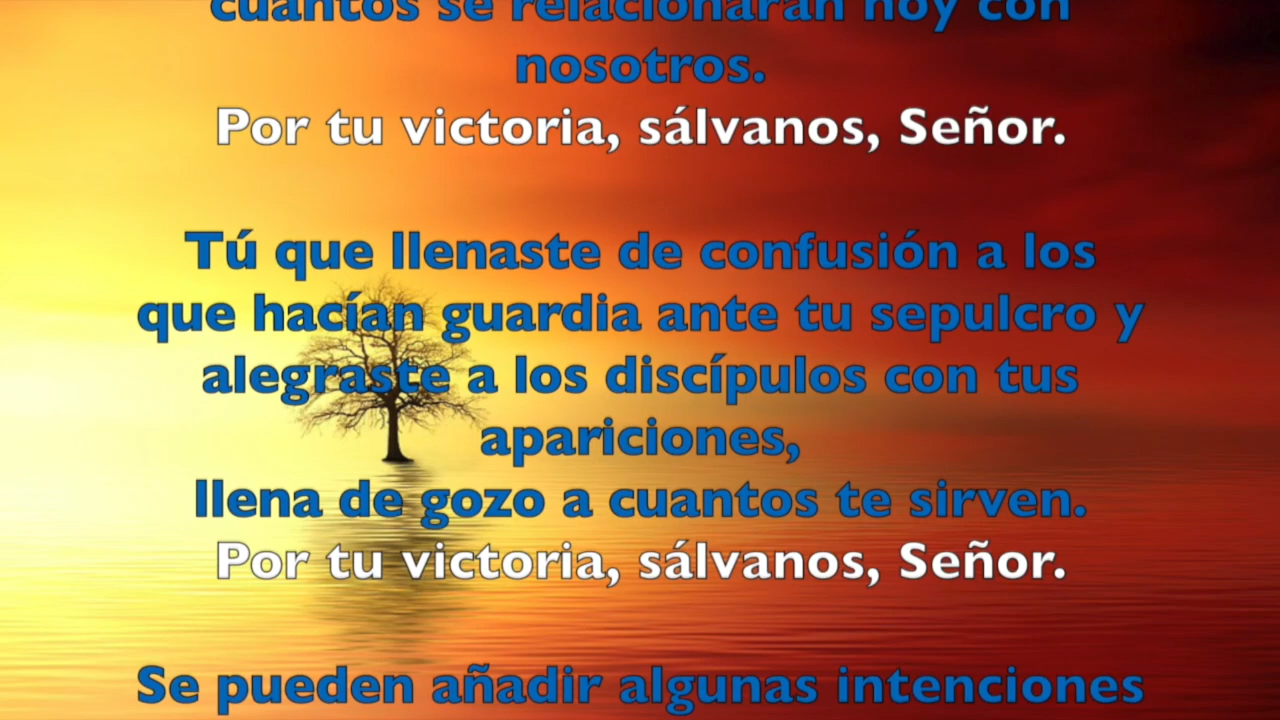 cuantos se relacionarán hoy con
nosotros.
Por tu victoria, sálvanos, Señor.
Tú que llenaste de confusión a los
que hacían guardia ante tu sepulcro y
alegraste a los discípulos con tus
apariciones,
llena de gozo a cuantos te sirven.
Por tu victoria, sálvanos, Señor.
Se pueden añadir algunas intenciones